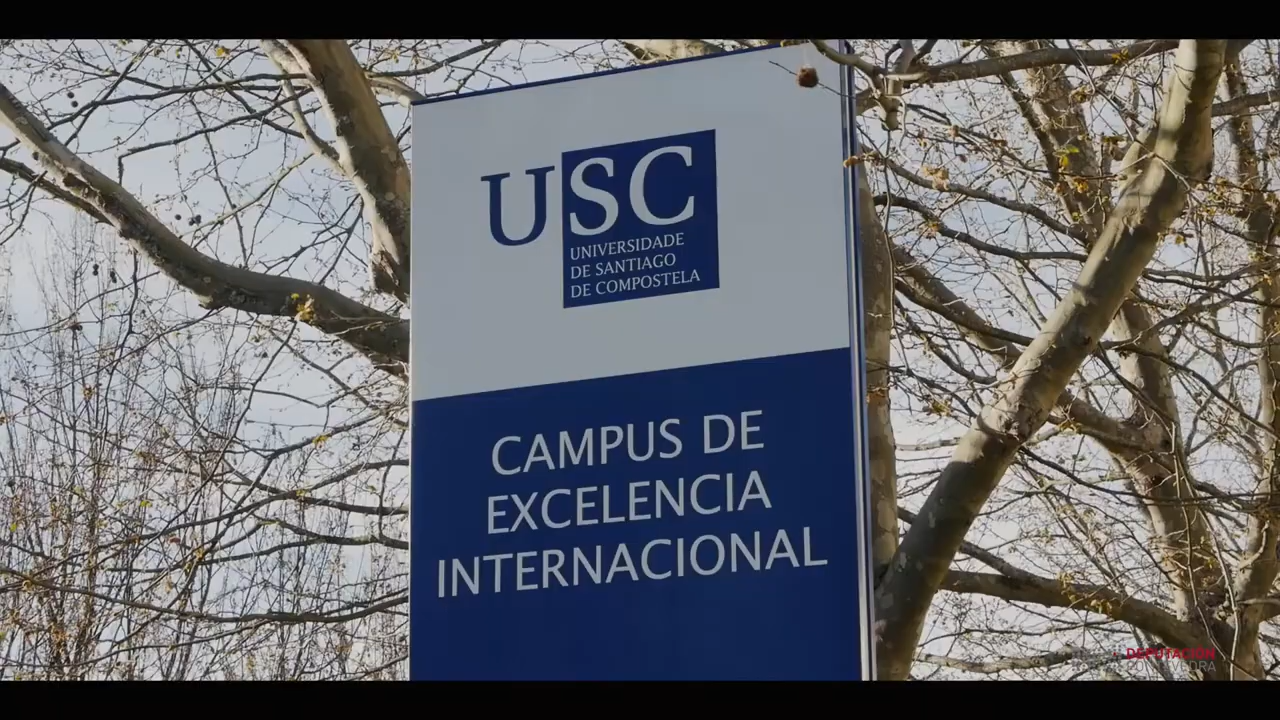 USC
UNIVERSIDADE
DE SANTIAGO
DE COMPOSTELA
CAMPUS DE
EXCELENCIA
INTERNACIONAL
DEPUTACIÓN